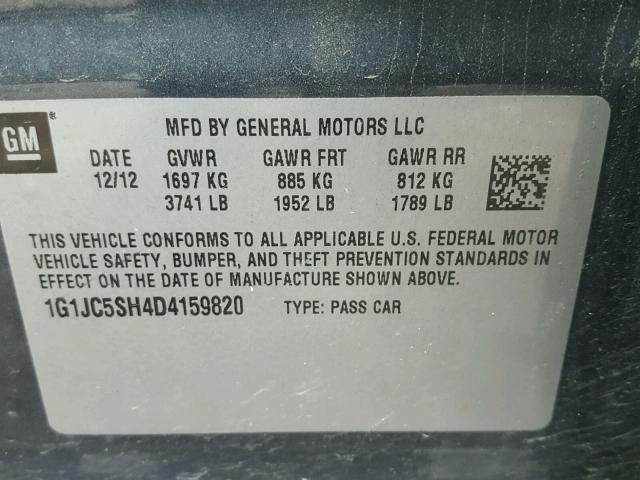 GM ®
MFD BY GENERAL MOTORS LLC
DATE GVWR GAWR FRT GAWR RR
12/12 1697 KG 885 KG 812 KG
3741 LB 1952 LB 1789 LB
THIS VEHICLE CONFORMS TO ALL APPLICABLE U.S. FEDERAL MOTOR
VEHICLE SAFETY, BUMPER, AND THEFT PREVENTION STANDARDS IN
EFFECT ON THE DATE OF MANUFACTURE SHOWN ABOVE.
1G1JC5SH4D4159820 TYPE: PASS CAR